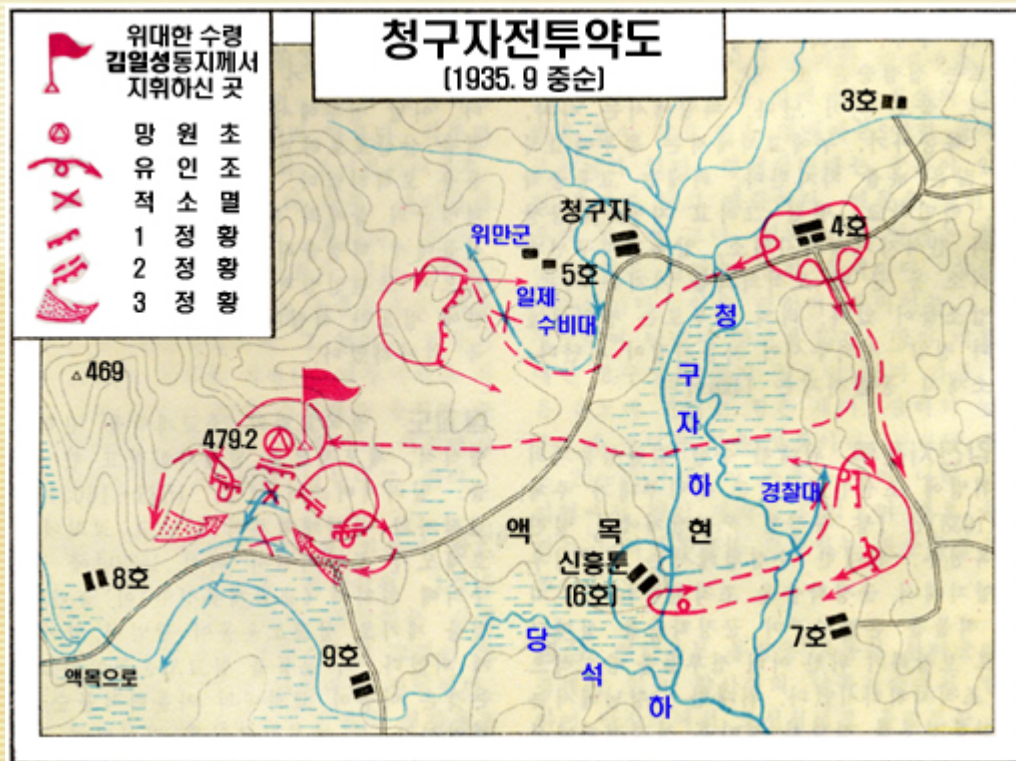 위대한 수령
김일성동지께서
지휘하신 곳
망 원 초
유 인 조
적 소 멸
1 정 황
2 정 황
3 정 황
청구자전투약도
(1935. 9 중순)
3호
청구자
4호
위만군
5호
일제
수비대
청
구
자
하
△469
479.2
경찰대
액 목 현
신흥툰
(6호)
8호
7호
9호
당
석
하
액목으로